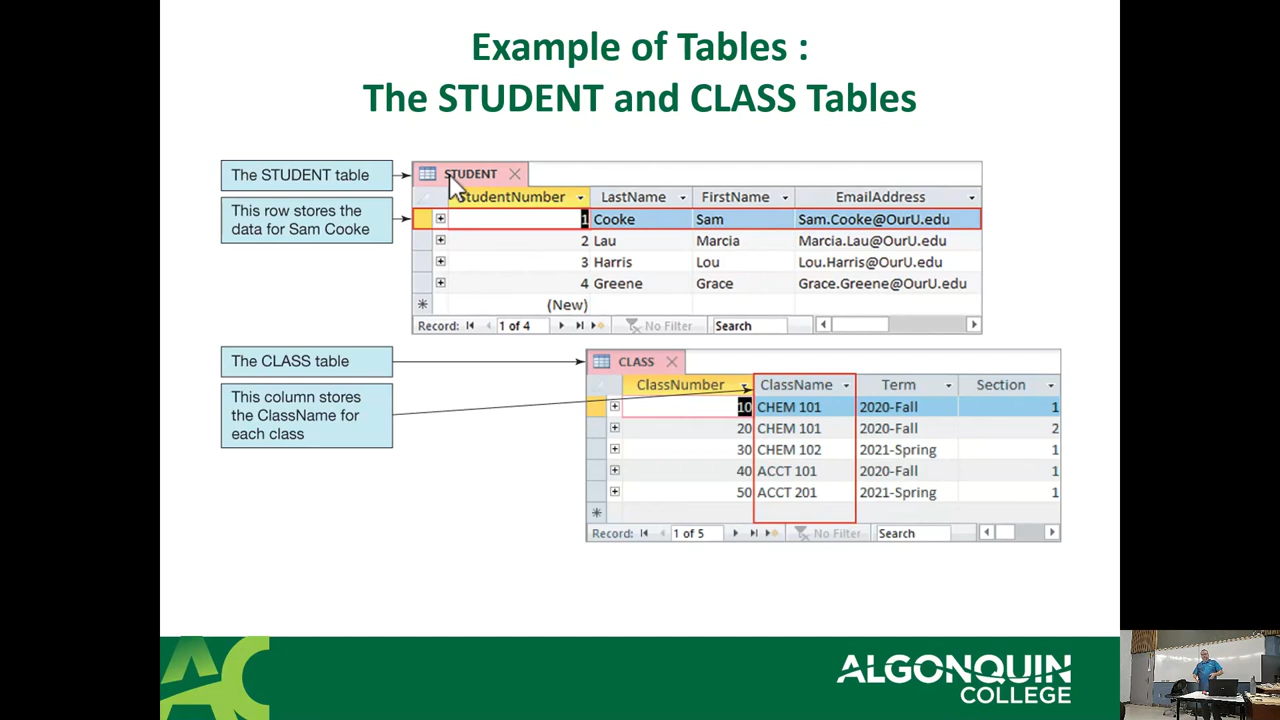 Example of Tables :
The STUDENT and CLASS Tables
The STUDENT table
This row stores the
data for Sam Cooke
STUDENT
StudentNumber LastName FirstName EmailAddress
1 Cooke Sam Sam.Cooke@OurU.edu
2 Lau Marcia Marcia.Lau@OurU.edu
3 Harris Lou Lou.Harris@OurU.edu
4 Greene Grace Grace.Greene@OurU.edu
(New)
Record: 1 of 4 No Filter Search
The CLASS table
This column stores
the ClassName for
each class
CLASS
ClassNumber ClassName Term Section
10 CHEM 101 2020-Fall 1
20 CHEM 101 2020-Fall 2
30 CHEM 102 2021-Spring 1
40 ACCT 101 2020-Fall 1
50 ACCT 201 2021-Spring 1
Record: 1 of 5 No Filter Search
AC
ALGONQUIN
COLLEGE